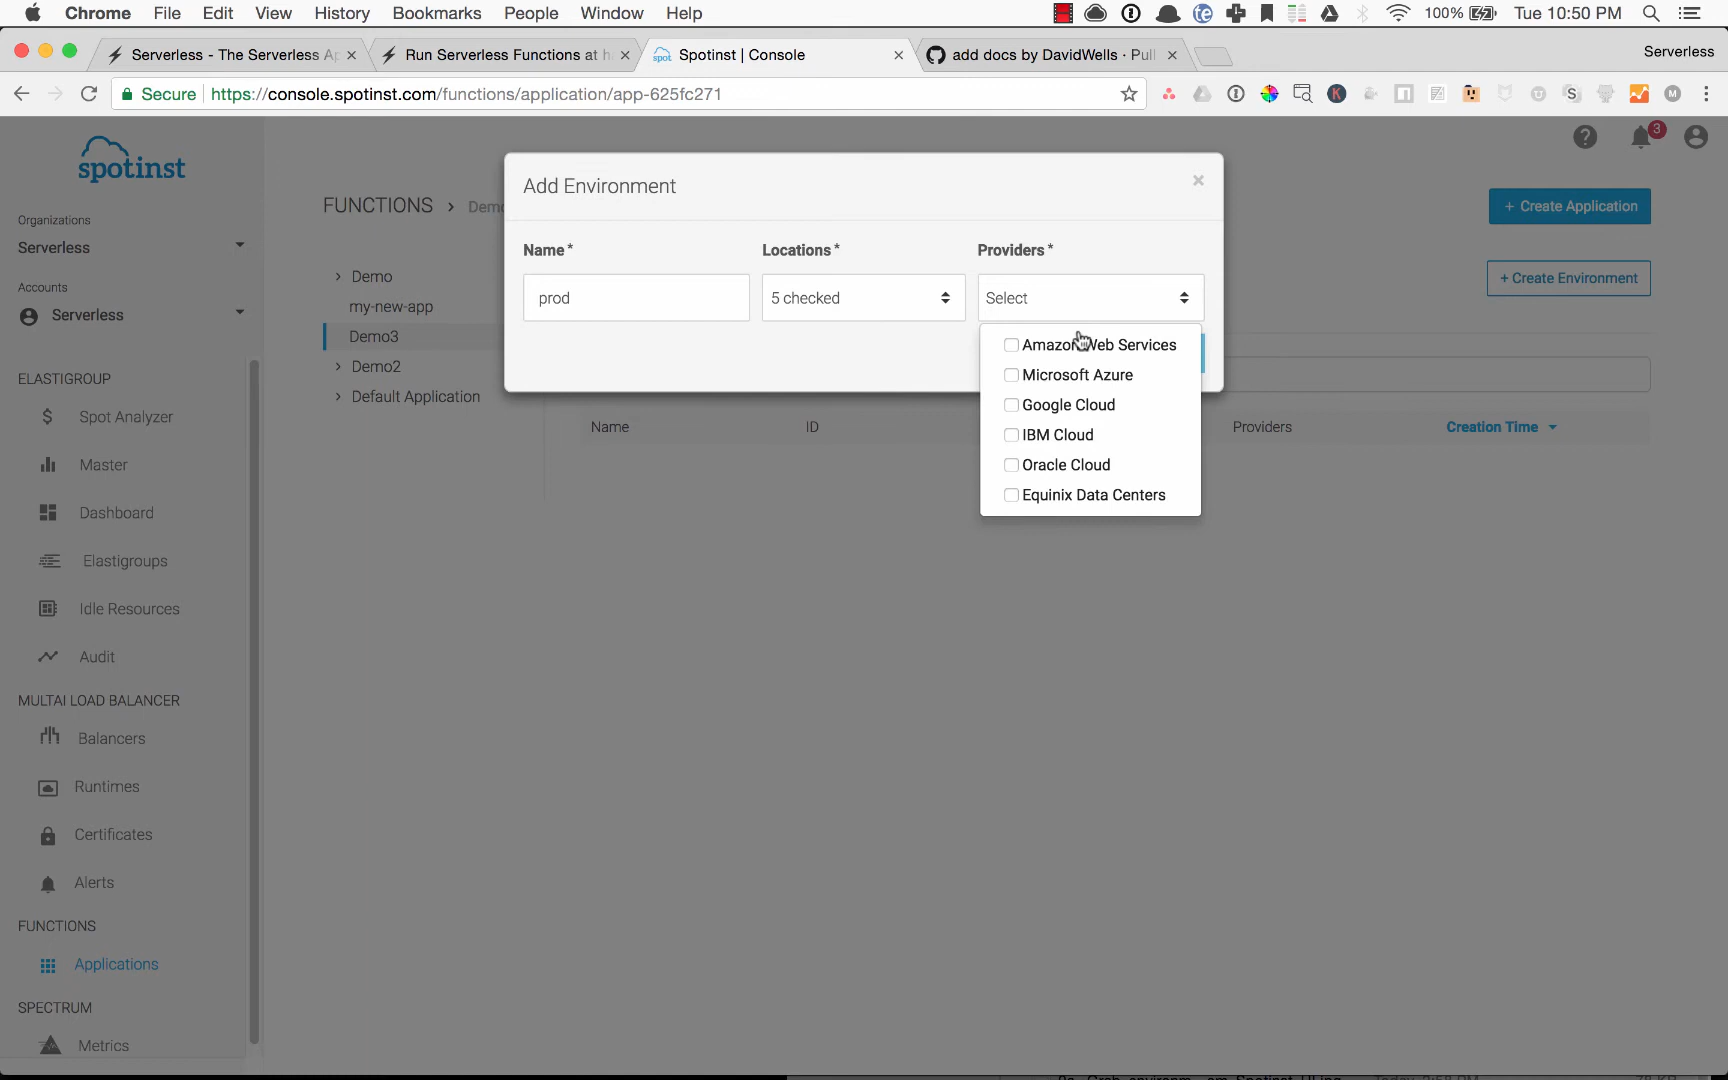 Chrome File Edit View History Bookmarks People Window Help
100% Tue 10:50 PM
Serverless - The Serverless Ap
Run Serverless Functions at h
Spotinst | Console
add docs by DavidWells · Pull
Serverless
Secure https://console.spotinst.com/functions/application/app-625fc271
spotinst
3
Organizations
Serverless
Accounts
Serverless
ELASTIGROUP
Spot Analyzer
Master
Dashboard
Elastigroups
Idle Resources
Audit
MULTAI LOAD BALANCER
Balancers
Runtimes
Certificates
Alerts
FUNCTIONS
Applications
SPECTRUM
Metrics
FUNCTIONS > Demo
+ Create Application
+ Create Environment
Demo
my-new-app
Demo3
Demo2
Default Application
Add Environment
Name *
Locations *
Providers *
prod
5 checked
Select
Amazon Web Services
Microsoft Azure
Google Cloud
IBM Cloud
Oracle Cloud
Equinix Data Centers
Name ID Providers Creation Time